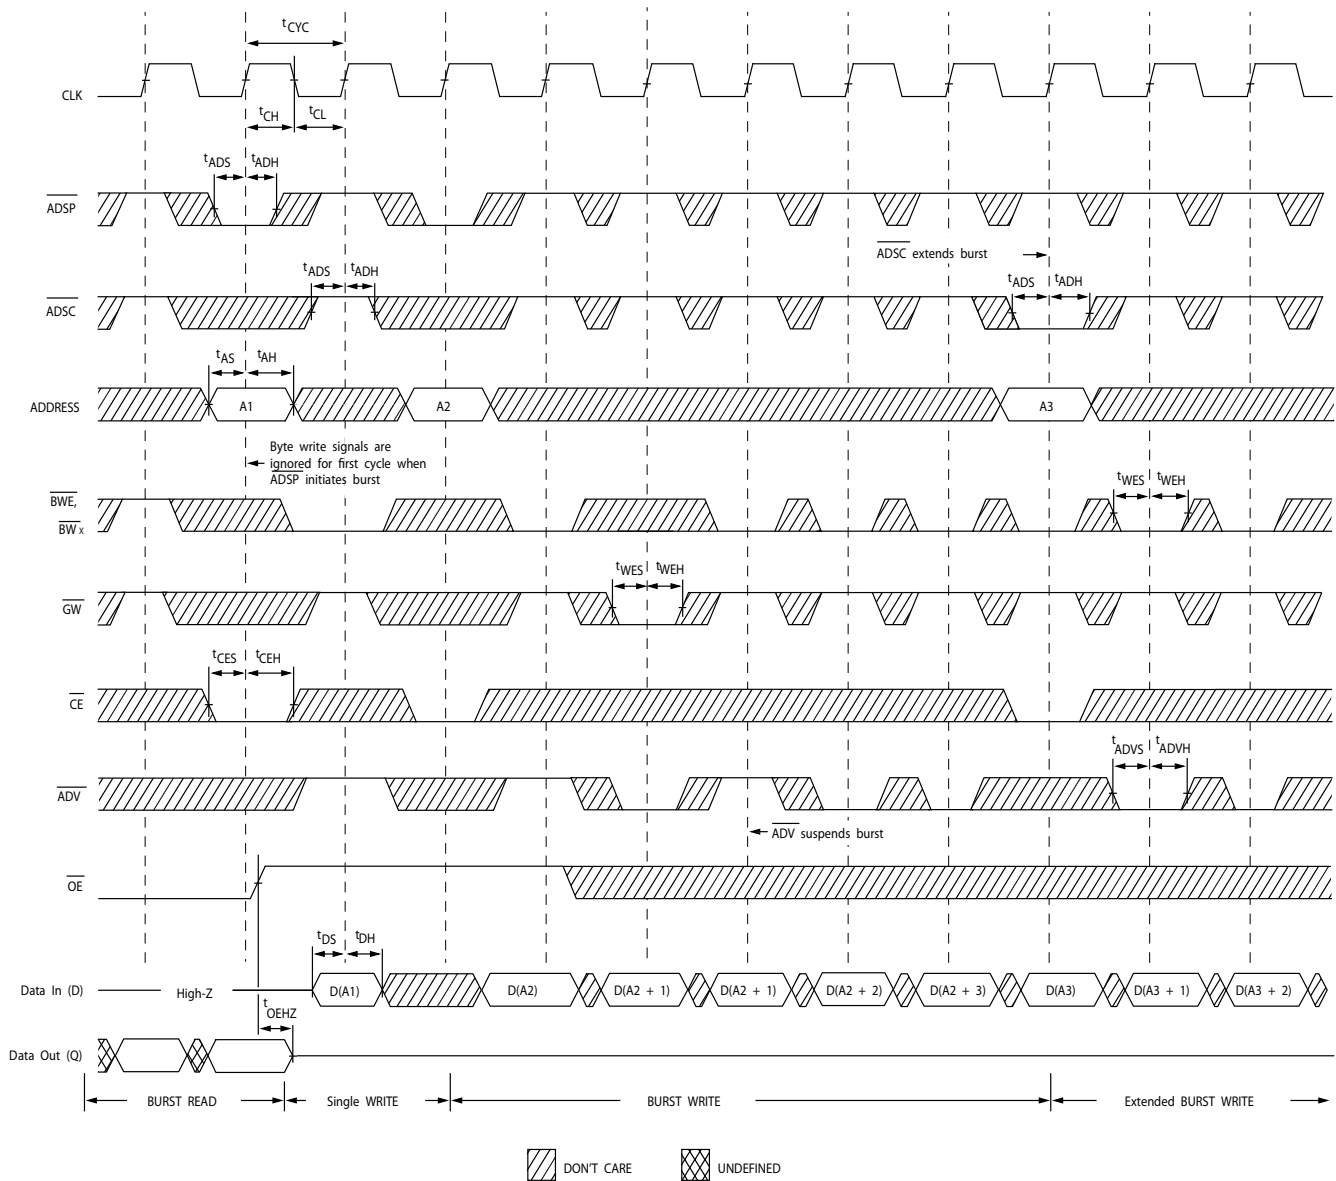 tCYC
CLK
tCH tCL
tADS tADH
ADSP
ADSC extends burst
tADS tADH
tADS tADH
ADSC
tAS tAH
ADDRESS A1 A2 A3
Byte write signals are
ignored for first cycle when
ADSP initiates burst
tWES tWEH
BWE,
BW x
tWES tWEH
GW
tCES tCEH
CE
tADVS tADVH
ADV
ADV suspends burst
OE
tDS tDH
Data In (D) High-Z D(A1) D(A2) D(A2 + 1) D(A2 + 1) D(A2 + 2) D(A2 + 3) D(A3) D(A3 + 1) D(A3 + 2)
tOEHZ
Data Out (Q)
BURST READ Single WRITE BURST WRITE Extended BURST WRITE
DON'T CARE UNDEFINED